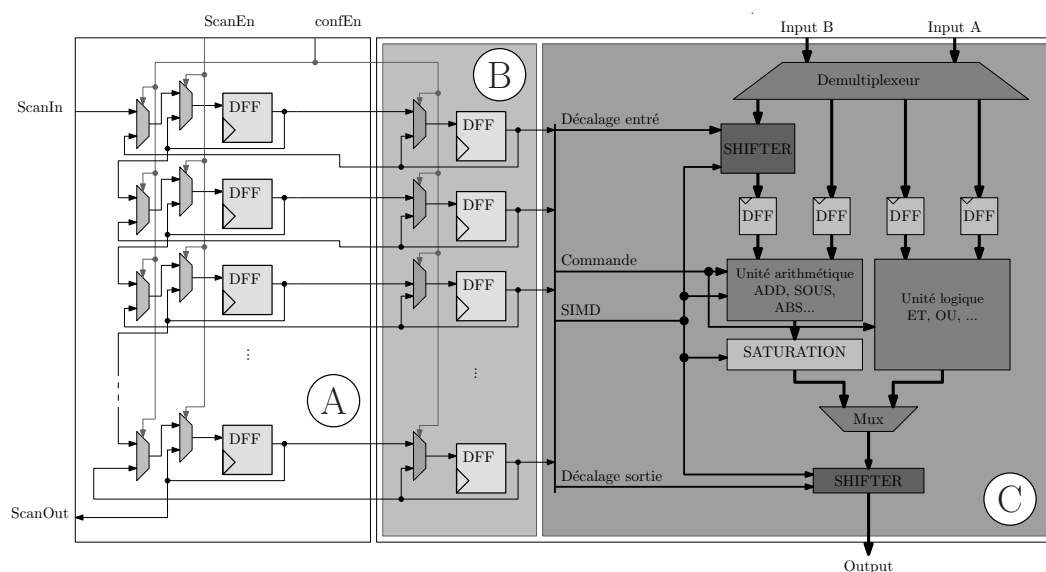 ScanEn
confEn
Input B
Input A
B
Demultiplexeur
ScanIn
DFF
DFF
Décalage entré
SHIFTER
DFF
DFF
DFF
DFF
DFF
DFF
Commande
Unité arithmétique
ADD, SOUS,
ABS...
Unité logique
ET, OU, ...
DFF
DFF
SIMD
SATURATION
...
...
A
Mux
DFF
DFF
Décalage sortie
SHIFTER
C
ScanOut
Output